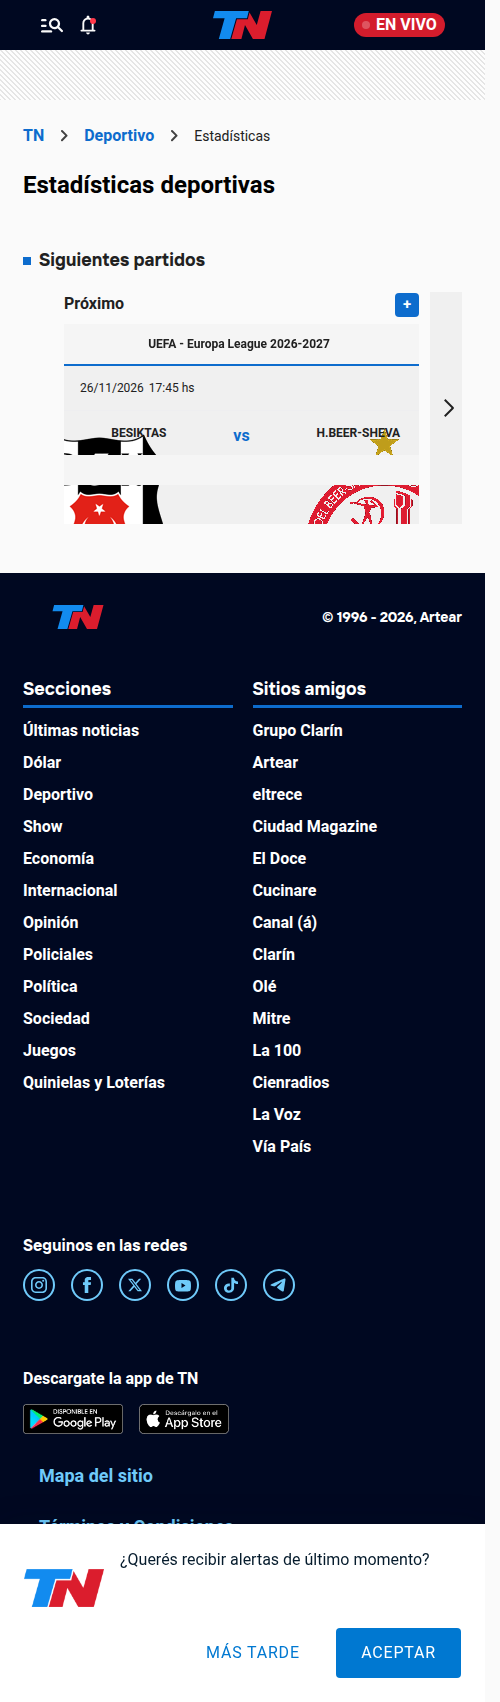 TN
EN VIVO
TN
Deportivo
Estadísticas
Estadísticas deportivas
Siguientes partidos
Próximo
+
UEFA - Europa League 2026-2027
26/11/2026 17:45 hs
BESIKTAS
vs
H.BEER-SHEVA
TN
© 1996 - 2026, Artear
Secciones
Últimas noticias
Dólar
Deportivo
Show
Economía
Internacional
Opinión
Policiales
Política
Sociedad
Juegos
Quinielas y Loterías
Sitios amigos
Grupo Clarín
Artear
eltrece
Ciudad Magazine
El Doce
Cucinare
Canal (á)
Clarín
Olé
Mitre
La 100
Cienradios
La Voz
Vía País
Seguinos en las redes
Descargate la app de TN
DISPONIBLE EN
Google Play
Descárgalo en el
App Store
Mapa del sitio
Términos y Condiciones
TN
¿Querés recibir alertas de último momento?
MÁS TARDE
ACEPTAR